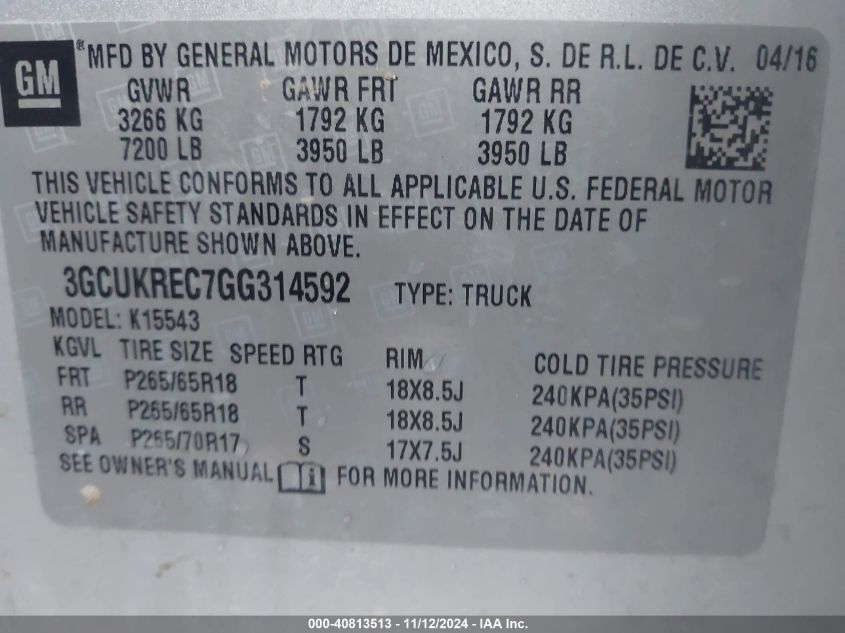 GM ® MFD BY GENERAL MOTORS DE MEXICO, S. DE R.L. DE C.V. 04/16
GVWR GAWR FRT GAWR RR
3266 KG 1792 KG 1792 KG
7200 LB 3950 LB 3950 LB
THIS VEHICLE CONFORMS TO ALL APPLICABLE U.S. FEDERAL MOTOR
VEHICLE SAFETY STANDARDS IN EFFECT ON THE DATE OF
MANUFACTURE SHOWN ABOVE.
3GCUKREC7GG314592 TYPE: TRUCK
MODEL: K15543
KGVL TIRE SIZE SPEED RTG RIM COLD TIRE PRESSURE
FRT P265/65R18 T 18X8.5J 240KPA(35PSI)
RR P265/65R18 T 18X8.5J 240KPA(35PSI)
SPA P265/70R17 S 17X7.5J 240KPA(35PSI)
SEE OWNER'S MANUAL i FOR MORE INFORMATION.
000-40813513 - 11/12/2024 - IAA Inc.